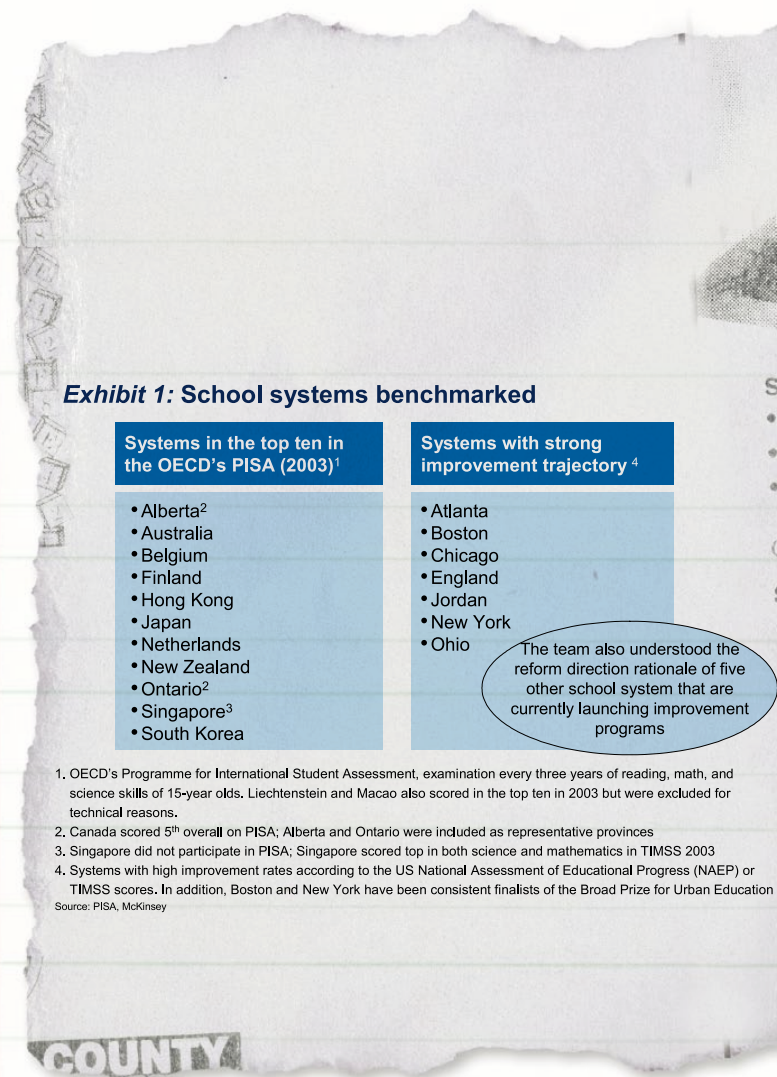 Exhibit 1: School systems benchmarked
Systems in the top ten in
the OECD's PISA (2003)1
• Alberta2
• Australia
• Belgium
• Finland
• Hong Kong
• Japan
• Netherlands
• New Zealand
• Ontario2
• Singapore3
• South Korea
Systems with strong
improvement trajectory 4
• Atlanta
• Boston
• Chicago
• England
• Jordan
• New York
• Ohio
The team also understood the
reform direction rationale of five
other school system that are
currently launching improvement
programs
1. OECD's Programme for International Student Assessment, examination every three years of reading, math, and
science skills of 15-year olds. Liechtenstein and Macao also scored in the top ten in 2003 but were excluded for
technical reasons.
2. Canada scored 5th overall on PISA; Alberta and Ontario were included as representative provinces
3. Singapore did not participate in PISA; Singapore scored top in both science and mathematics in TIMSS 2003
4. Systems with high improvement rates according to the US National Assessment of Educational Progress (NAEP) or
TIMSS scores. In addition, Boston and New York have been consistent finalists of the Broad Prize for Urban Education
Source: PISA, McKinsey
COUNTY